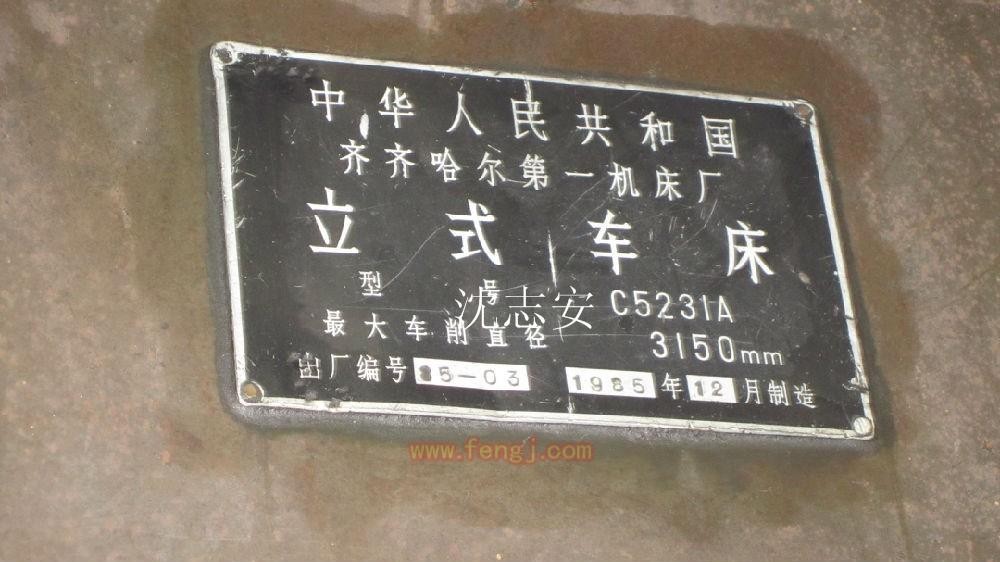 中华人民共和国
齐齐哈尔第一机床厂
立式车床
型号 C5231A
沈志安
最大车削直径 3150mm
出厂编号 85-03 1985年12月制造
www.fengj.com